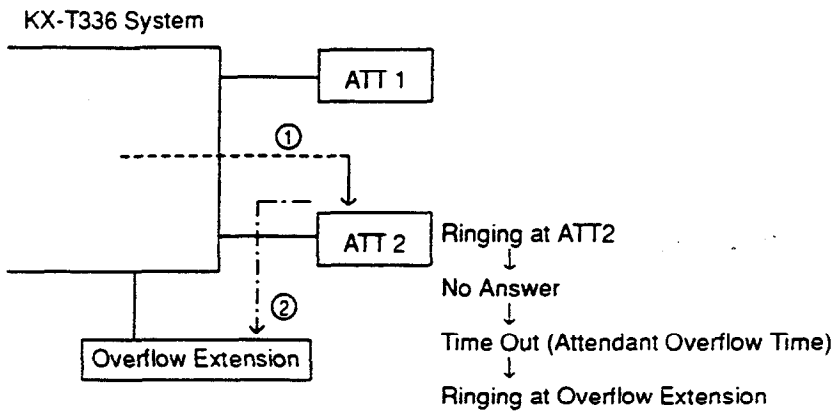 KX-T336 System
ATT 1
①
ATT 2
Ringing at ATT2
↓
No Answer
②
↓
Time Out (Attendant Overflow Time)
Overflow Extension
↓
Ringing at Overflow Extension